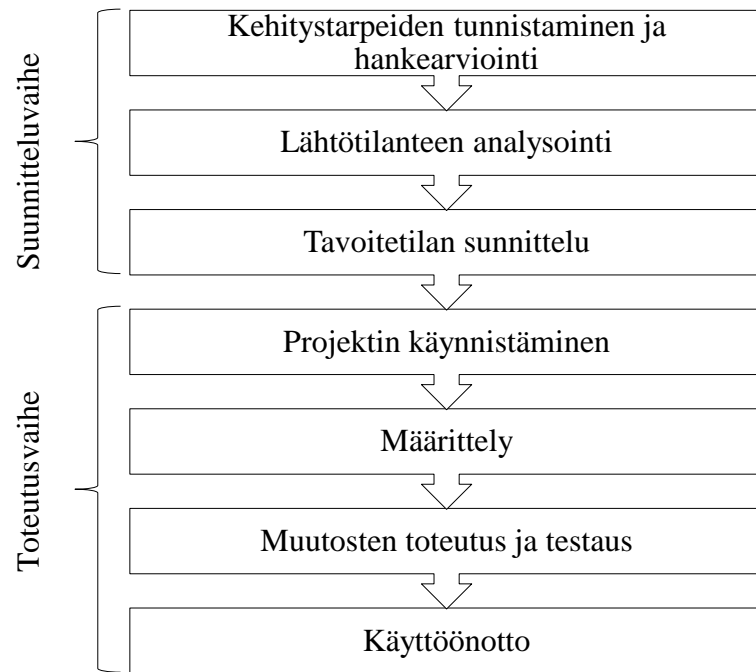 Suunnitteluvaihe
Kehitystarpeiden tunnistaminen ja
hankearviointi
Lähtötilanteen analysointi
Tavoitetilan sunnittelu
Toteutusvaihe
Projektin käynnistäminen
Määrittely
Muutosten toteutus ja testaus
Käyttöönotto